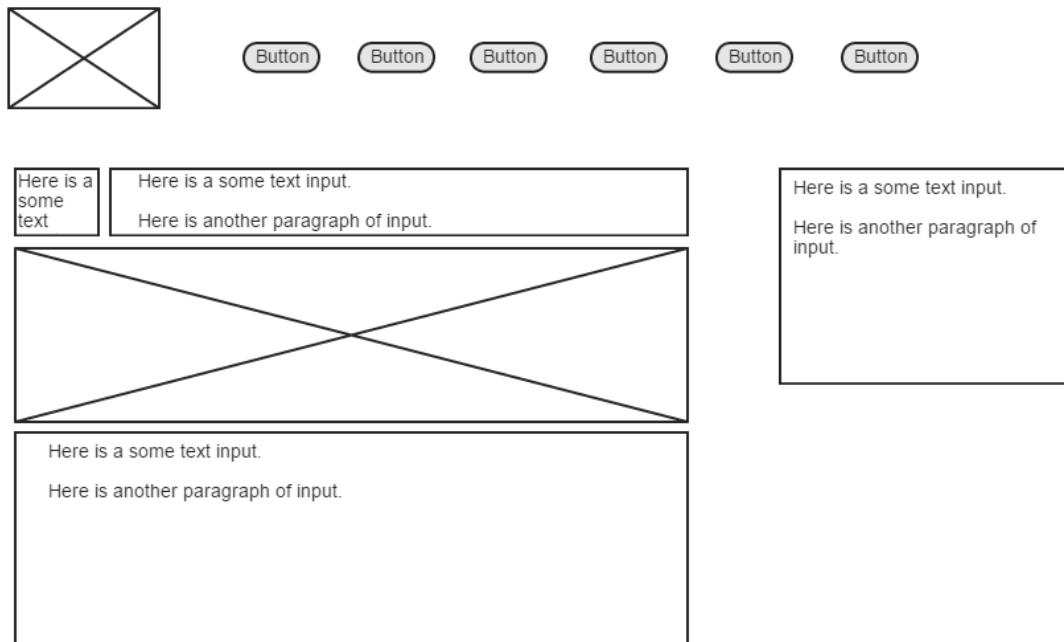 Button
Button
Button
Button
Button
Button
Here is a
some
text
Here is a some text input.
Here is another paragraph of input.
Here is a some text input.
Here is another paragraph of
input.
Here is a some text input.
Here is another paragraph of input.